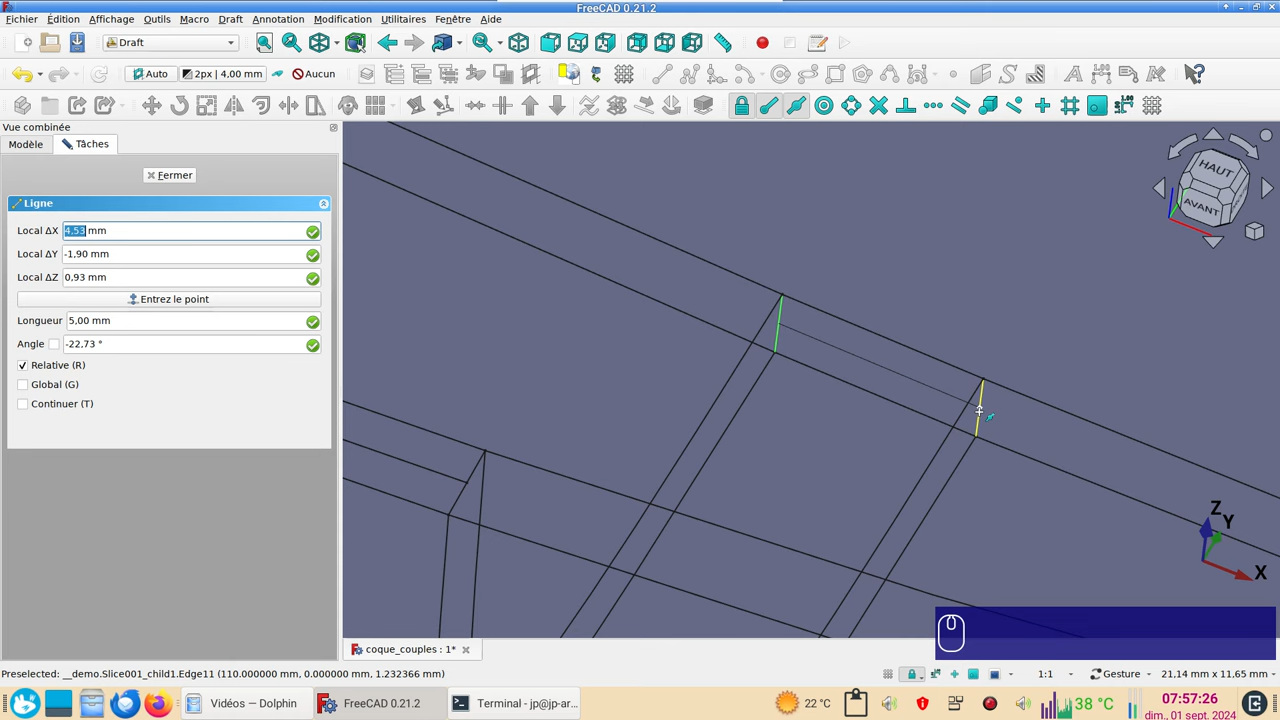 FreeCAD 0.21.2
Fichier Édition Affichage Outils Macro Draft Annotation Modification Utilitaires Fenêtre Aide
Draft
Auto 2px | 4,00 mm Aucun
Vue combinée
Modèle Tâches
Fermer
Ligne
Local ΔX 4,53 mm
Local ΔY -1,90 mm
Local ΔZ 0,93 mm
Entrez le point
Longueur 5,00 mm
Angle -22,73 °
Relative (R)
Global (G)
Continuer (T)
HAUT
AVANT
Z
Y
X
coque_couples : 1*
Preselected: __demo.Slice001_child1.Edge11 (110.000000 mm, 0.000000 mm, 1.232366 mm)
1:1 Gesture 21,14 mm x 11,65 mm
Vidéos — Dolphin FreeCAD 0.21.2 Terminal - jp@jp-ar... 22 °C 38 °C 07:57:26
dim., 01 sept. 2024